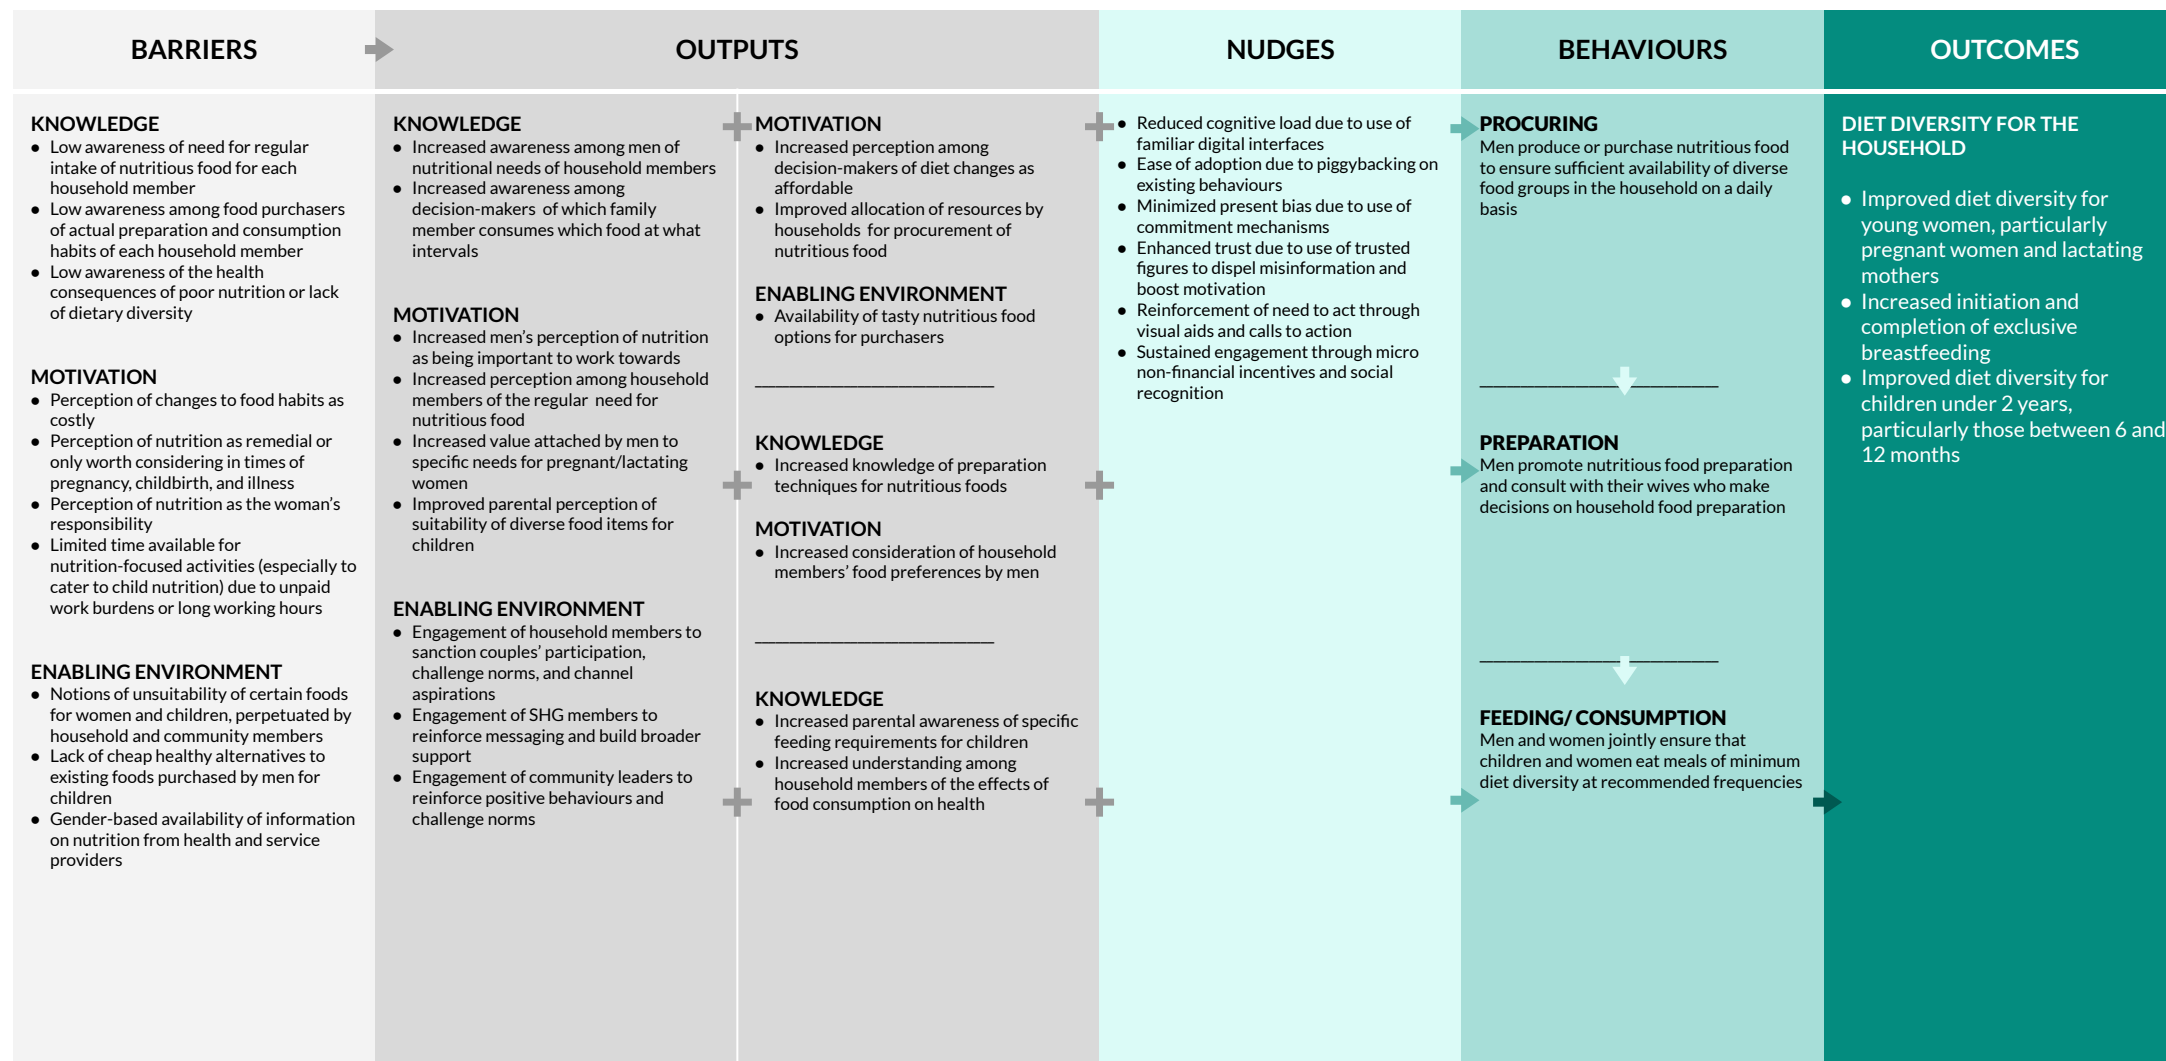 BARRIERS
OUTPUTS
NUDGES
BEHAVIOURS
OUTCOMES
KNOWLEDGE
● Low awareness of need for regular
intake of nutritious food for each
household member
● Low awareness among food purchasers
of actual preparation and consumption
habits of each household member
● Low awareness of the health
consequences of poor nutrition or lack
of dietary diversity
MOTIVATION
● Perception of changes to food habits as
costly
● Perception of nutrition as remedial or
only worth considering in times of
pregnancy, childbirth, and illness
● Perception of nutrition as the woman's
responsibility
● Limited time available for
nutrition-focused activities (especially to
cater to child nutrition) due to unpaid
work burdens or long working hours
ENABLING ENVIRONMENT
● Notions of unsuitability of certain foods
for women and children, perpetuated by
household and community members
● Lack of cheap healthy alternatives to
existing foods purchased by men for
children
● Gender-based availability of information
on nutrition from health and service
providers
KNOWLEDGE
● Increased awareness among men of
nutritional needs of household members
● Increased awareness among
decision-makers of which family
member consumes which food at what
intervals
MOTIVATION
● Increased men's perception of nutrition
as being important to work towards
● Increased perception among household
members of the regular need for
nutritious food
● Increased value attached by men to
specific needs for pregnant/lactating
women
● Improved parental perception of
suitability of diverse food items for
children
ENABLING ENVIRONMENT
● Engagement of household members to
sanction couples' participation,
challenge norms, and channel
aspirations
● Engagement of SHG members to
reinforce messaging and build broader
support
● Engagement of community leaders to
reinforce positive behaviours and
challenge norms
MOTIVATION
● Increased perception among
decision-makers of diet changes as
affordable
● Improved allocation of resources by
households for procurement of
nutritious food
ENABLING ENVIRONMENT
● Availability of tasty nutritious food
options for purchasers
KNOWLEDGE
● Increased knowledge of preparation
techniques for nutritious foods
MOTIVATION
● Increased consideration of household
members' food preferences by men
KNOWLEDGE
● Increased parental awareness of specific
feeding requirements for children
● Increased understanding among
household members of the effects of
food consumption on health
● Reduced cognitive load due to use of
familiar digital interfaces
● Ease of adoption due to piggybacking on
existing behaviours
● Minimized present bias due to use of
commitment mechanisms
● Enhanced trust due to use of trusted
figures to dispel misinformation and
boost motivation
● Reinforcement of need to act through
visual aids and calls to action
● Sustained engagement through micro
non-financial incentives and social
recognition
PROCURING
Men produce or purchase nutritious food
to ensure sufficient availability of diverse
food groups in the household on a daily
basis
PREPARATION
Men promote nutritious food preparation
and consult with their wives who make
decisions on household food preparation
FEEDING/ CONSUMPTION
Men and women jointly ensure that
children and women eat meals of minimum
diet diversity at recommended frequencies
DIET DIVERSITY FOR THE
HOUSEHOLD
● Improved diet diversity for
young women, particularly
pregnant women and lactating
mothers
● Increased initiation and
completion of exclusive
breastfeeding
● Improved diet diversity for
children under 2 years,
particularly those between 6 and
12 months